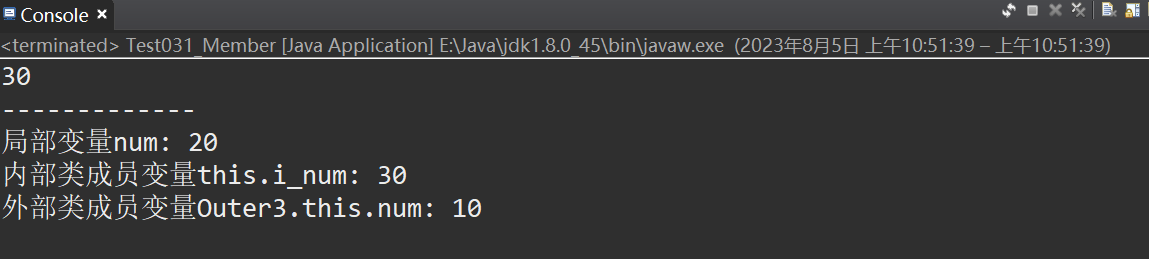 Console
<terminated> Test031_Member [Java Application] E:\Java\jdk1.8.0_45\bin\javaw.exe (2023年8月5日 上午10:51:39 – 上午10:51:39)
30
-------------
局部变量num: 20
内部类成员变量this.i_num: 30
外部类成员变量Outer3.this.num: 10